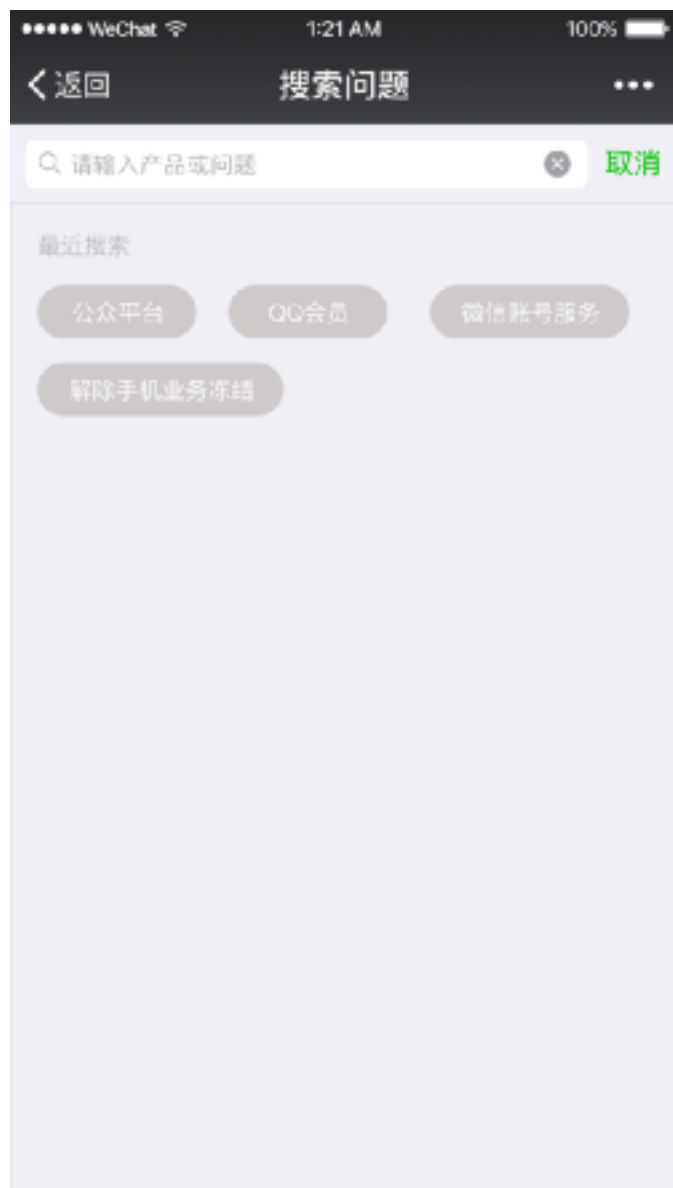 WeChat 1:21 AM 100%
返回 搜索问题
请输入产品或问题 取消
最近搜索
公众平台 QQ会员 微信账号服务
解除手机业务冻结